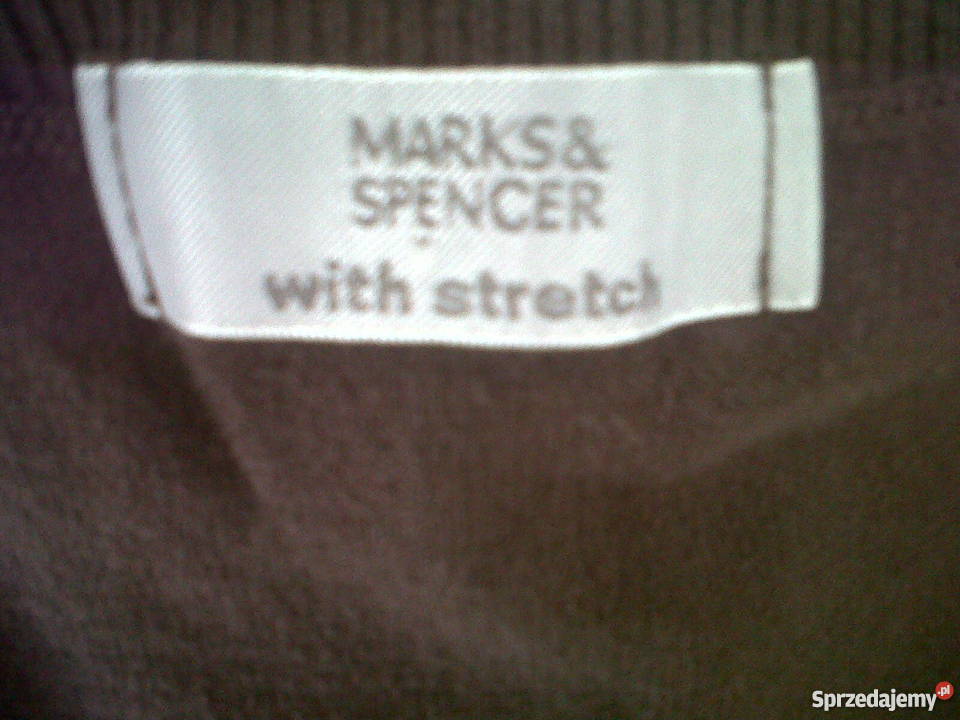 MARKS&
SPENCER
with stretch
Sprzedajemy.pl